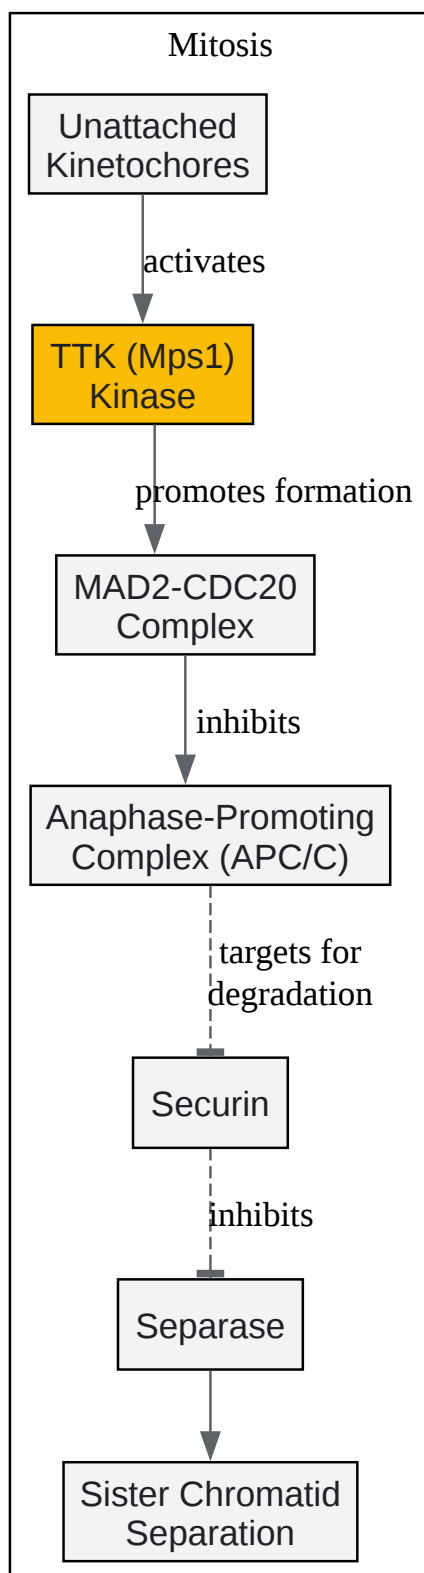 Mitosis
Unattached
Kinetochores
activates
TTK (Mps1)
Kinase
promotes formation
MAD2-CDC20
Complex
inhibits
Anaphase-Promoting
Complex (APC/C)
targets for
degradation
Securin
inhibits
Separase
Sister Chromatid
Separation